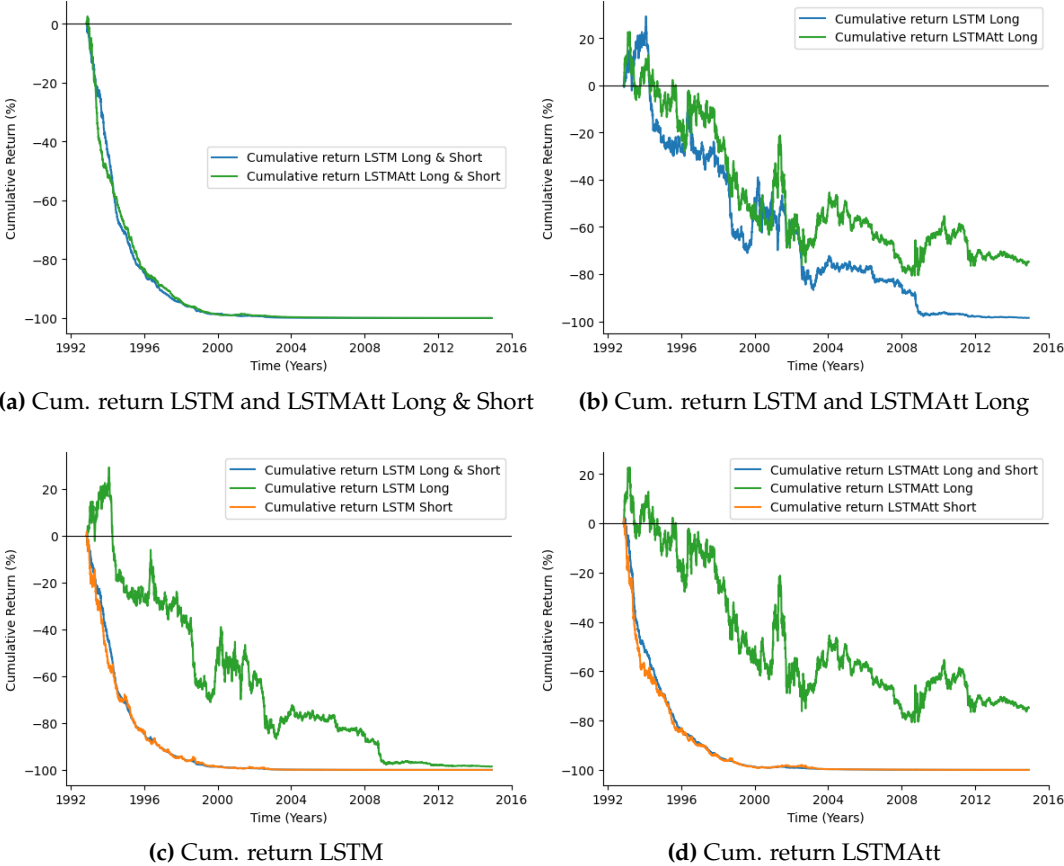 0
−20
−40
−60
−80
−100
Cumulative Return (%)
Cumulative return LSTM Long & Short
Cumulative return LSTMAtt Long & Short
1992 1996 2000 2004 2008 2012 2016
Time (Years)
(a) Cum. return LSTM and LSTMAtt Long & Short
20
0
−20
−40
−60
−80
−100
Cumulative Return (%)
Cumulative return LSTM Long
Cumulative return LSTMAtt Long
1992 1996 2000 2004 2008 2012 2016
Time (Years)
(b) Cum. return LSTM and LSTMAtt Long
20
0
−20
−40
−60
−80
−100
Cumulative Return (%)
Cumulative return LSTM Long & Short
Cumulative return LSTM Long
Cumulative return LSTM Short
1992 1996 2000 2004 2008 2012 2016
Time (Years)
(c) Cum. return LSTM
20
0
−20
−40
−60
−80
−100
Cumulative Return (%)
Cumulative return LSTMAtt Long and Short
Cumulative return LSTMAtt Long
Cumulative return LSTMAtt Short
1992 1996 2000 2004 2008 2012 2016
Time (Years)
(d) Cum. return LSTMAtt